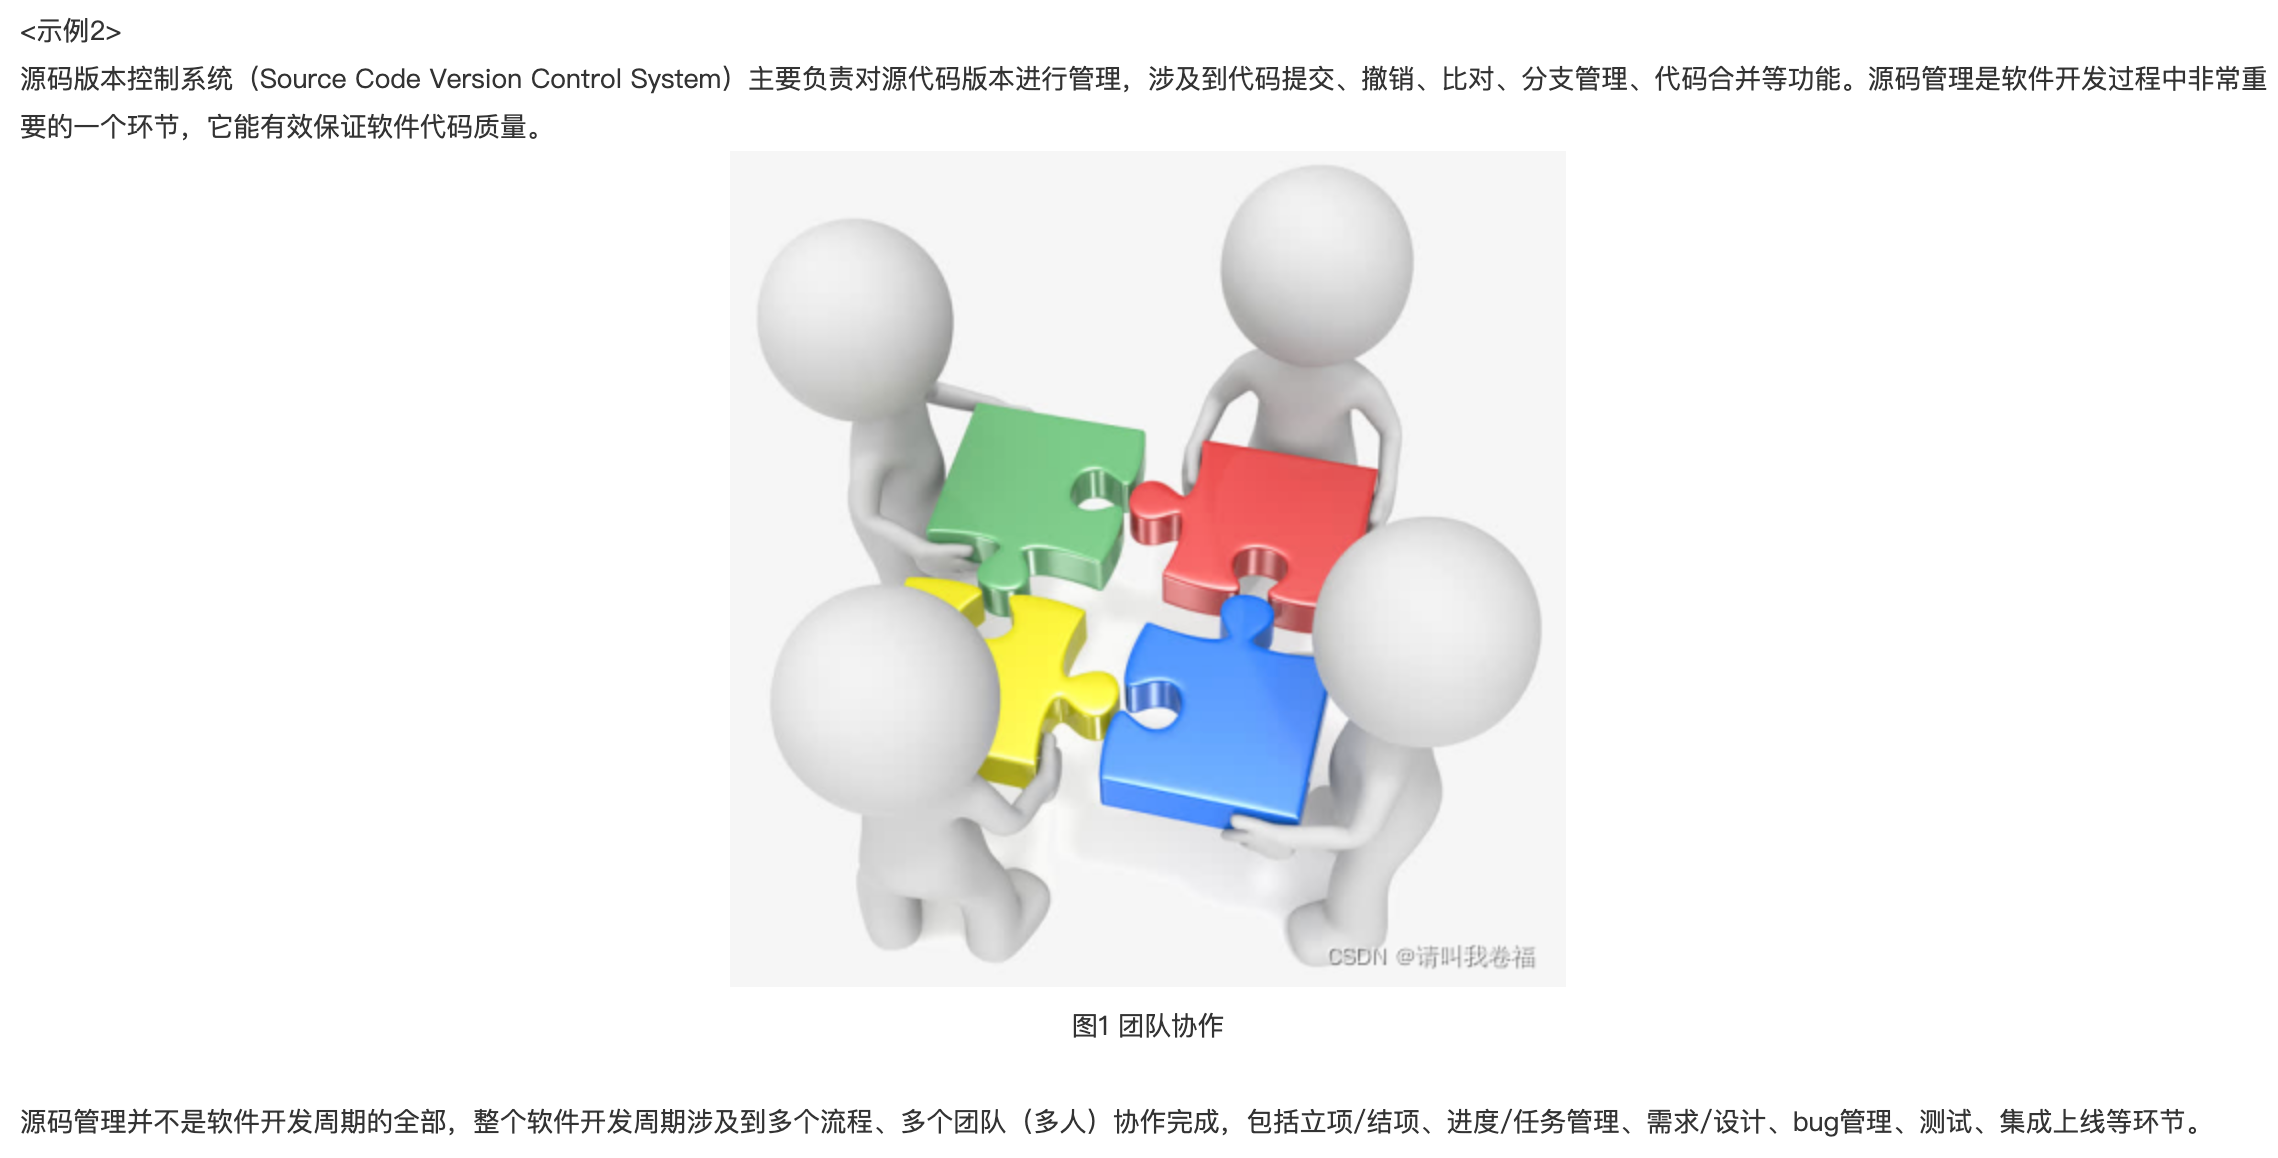 <示例2>
源码版本控制系统（Source Code Version Control System）主要负责对源代码版本进行管理，涉及到代码提交、撤销、比对、分支管理、代码合并等功能。源码管理是软件开发过程中非常重
要的一个环节，它能有效保证软件代码质量。
CSDN @请叫我卷福
图1 团队协作
源码管理并不是软件开发周期的全部，整个软件开发周期涉及到多个流程、多个团队（多人）协作完成，包括立项/结项、进度/任务管理、需求/设计、bug管理、测试、集成上线等环节。